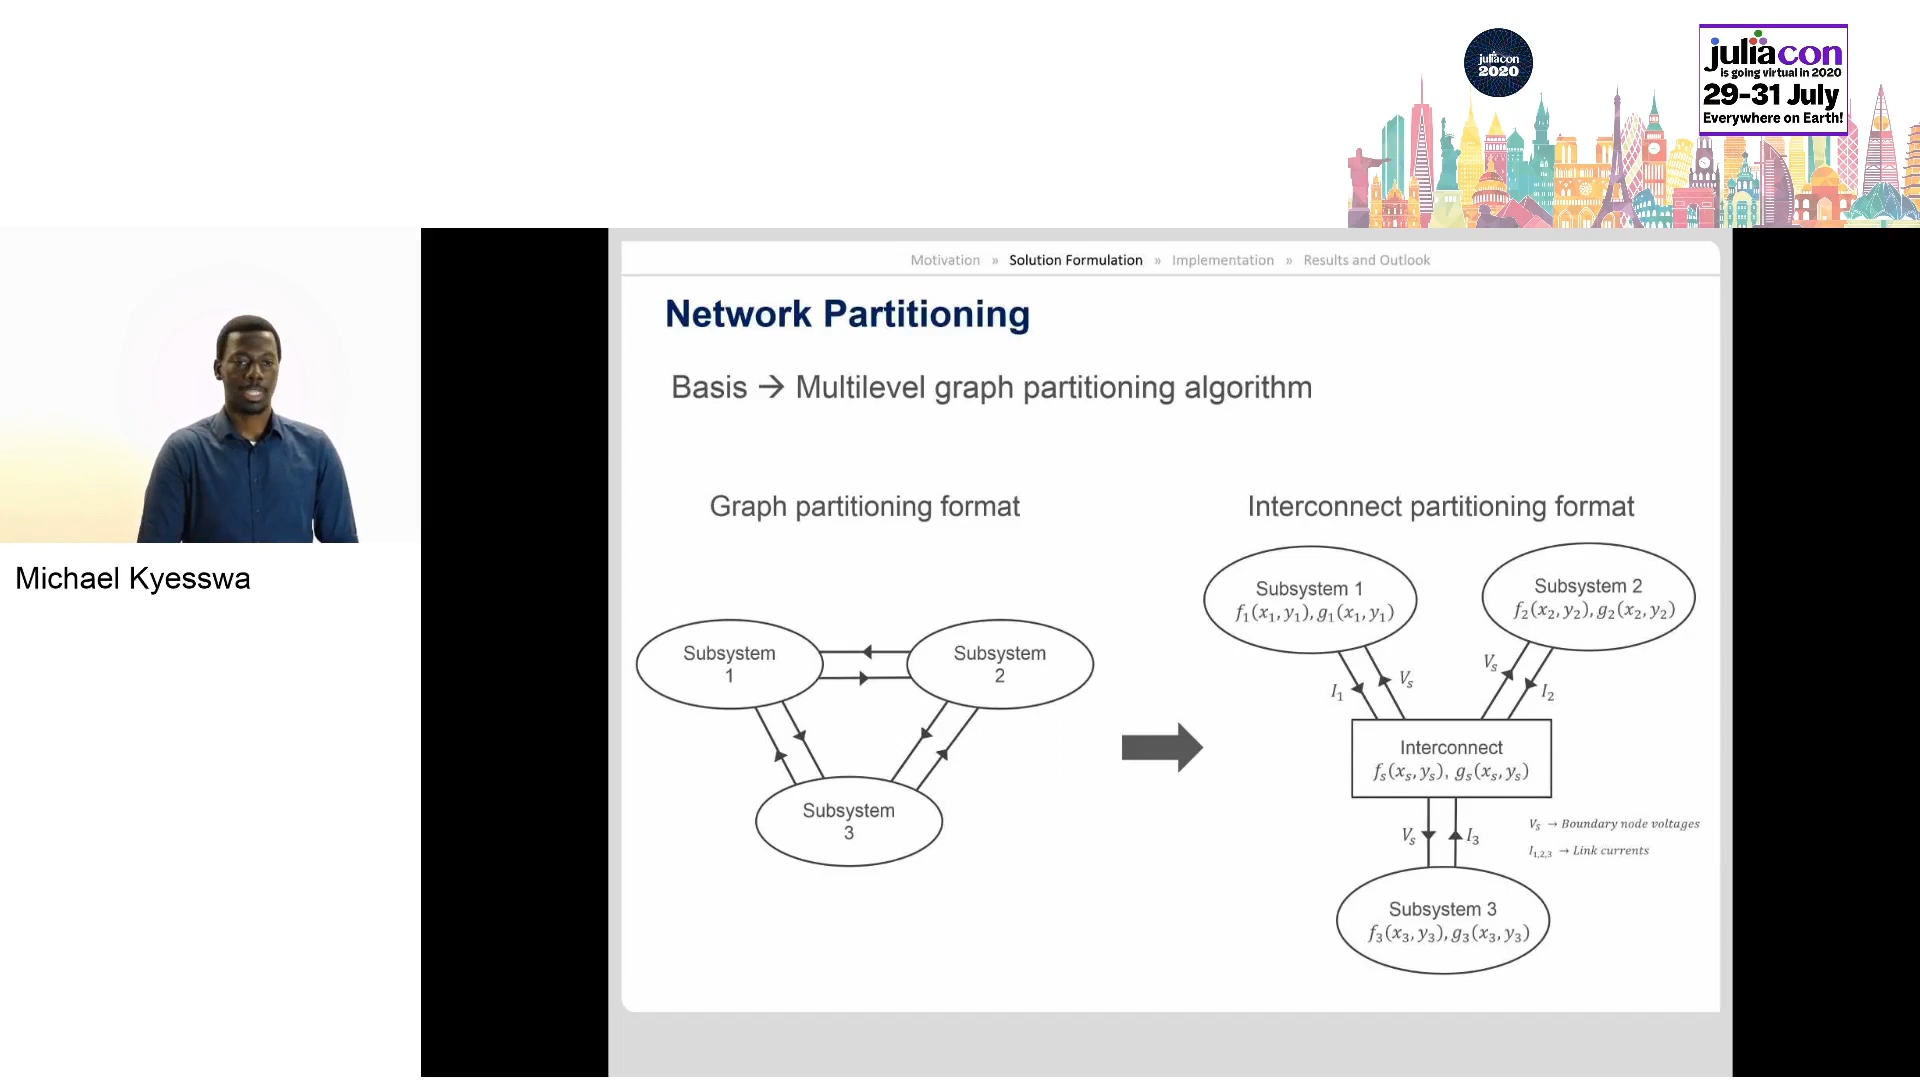 juliacon
2020
juliacon
is going virtual in 2020
29-31 July
Everywhere on Earth!
Michael Kyesswa
Motivation » Solution Formulation » Implementation » Results and Outlook
Network Partitioning
Basis → Multilevel graph partitioning algorithm
Graph partitioning format
Subsystem
1
Subsystem
2
Subsystem
3
Interconnect partitioning format
Subsystem 1
f₁(x₁, y₁), g₁(x₁, y₁)
Subsystem 2
f₂(x₂, y₂), g₂(x₂, y₂)
I₁
Vₛ
Vₛ
I₂
Interconnect
fₛ(xₛ, yₛ), gₛ(xₛ, yₛ)
Vₛ
I₃
Vₛ → Boundary node voltages
I₁,₂,₃ → Link currents
Subsystem 3
f₃(x₃, y₃), g₃(x₃, y₃)